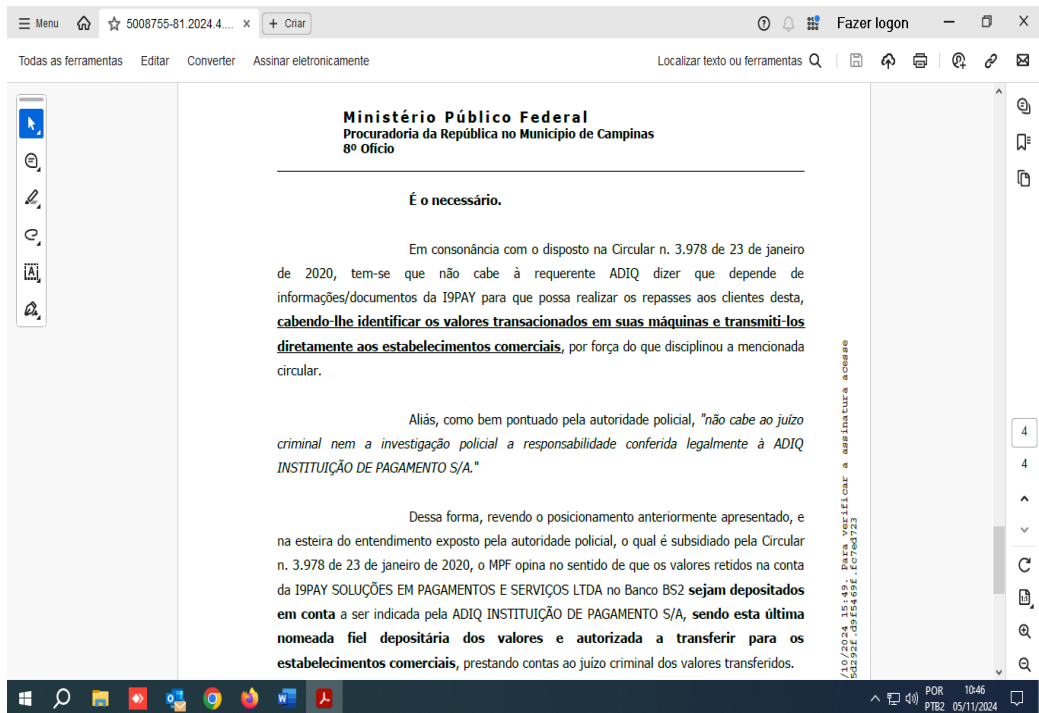 Menu
5008755-81.2024.4....
Criar
Fazer logon
Todas as ferramentas Editar Converter Assinar eletronicamente
Localizar texto ou ferramentas
Ministério Público Federal
Procuradoria da República no Município de Campinas
8º Ofício
É o necessário.
Em consonância com o disposto na Circular n. 3.978 de 23 de janeiro
de 2020, tem-se que não cabe à requerente ADIQ dizer que depende de
informações/documentos da I9PAY para que possa realizar os repasses aos clientes desta,
cabendo-lhe identificar os valores transacionados em suas máquinas e transmiti-los
diretamente aos estabelecimentos comerciais, por força do que disciplinou a mencionada
circular.
Aliás, como bem pontuado pela autoridade policial, "não cabe ao juízo
criminal nem a investigação policial a responsabilidade conferida legalmente à ADIQ
INSTITUIÇÃO DE PAGAMENTO S/A."
Dessa forma, revendo o posicionamento anteriormente apresentado, e
na esteira do entendimento exposto pela autoridade policial, o qual é subsidiado pela Circular
n. 3.978 de 23 de janeiro de 2020, o MPF opina no sentido de que os valores retidos na conta
da I9PAY SOLUÇÕES EM PAGAMENTOS E SERVIÇOS LTDA no Banco BS2 sejam depositados
em conta a ser indicada pela ADIQ INSTITUIÇÃO DE PAGAMENTO S/A, sendo esta última
nomeada fiel depositária dos valores e autorizada a transferir para os
estabelecimentos comerciais, prestando contas ao juízo criminal dos valores transferidos.
/10/2024 15:49. Para verificar a assinatura acesse
5d292f.d9f5469f.fc7ed723
4
4
POR
PTB2
10:46
05/11/2024